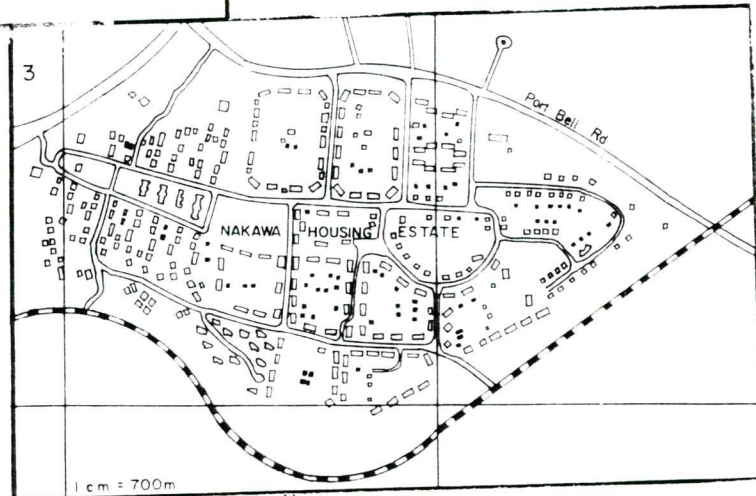 3
Port Bell Rd
NAKAWA HOUSING ESTATE
1 cm = 700m